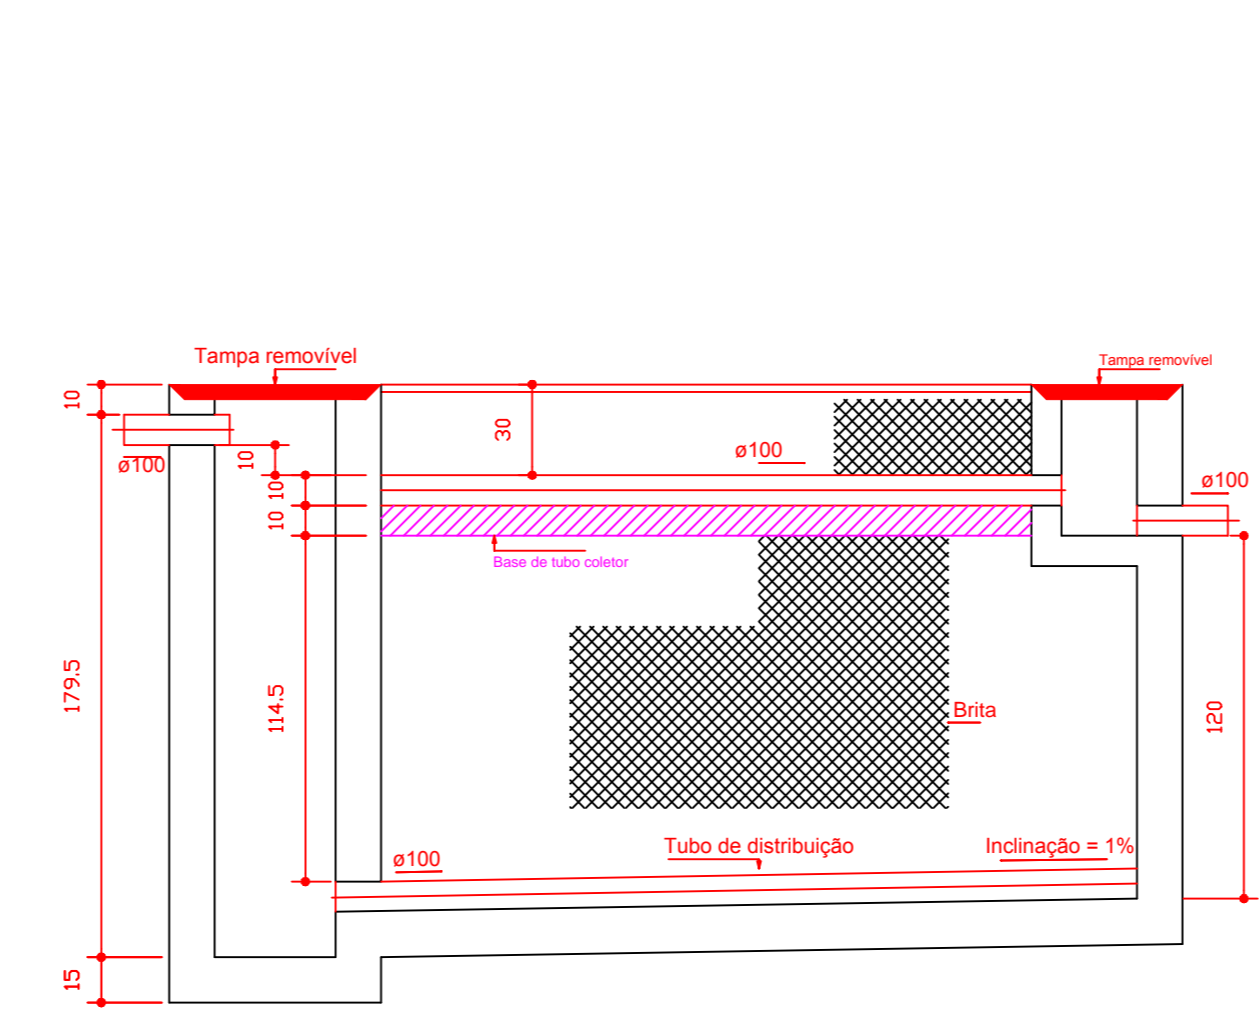 Tampa removível
Tampa removível
10
30
ø100
ø100
10
10
ø100
10
Base de tubo coletor
179.5
114.5
Brita
120
Tubo de distribuição
Inclinação = 1%
ø100
15